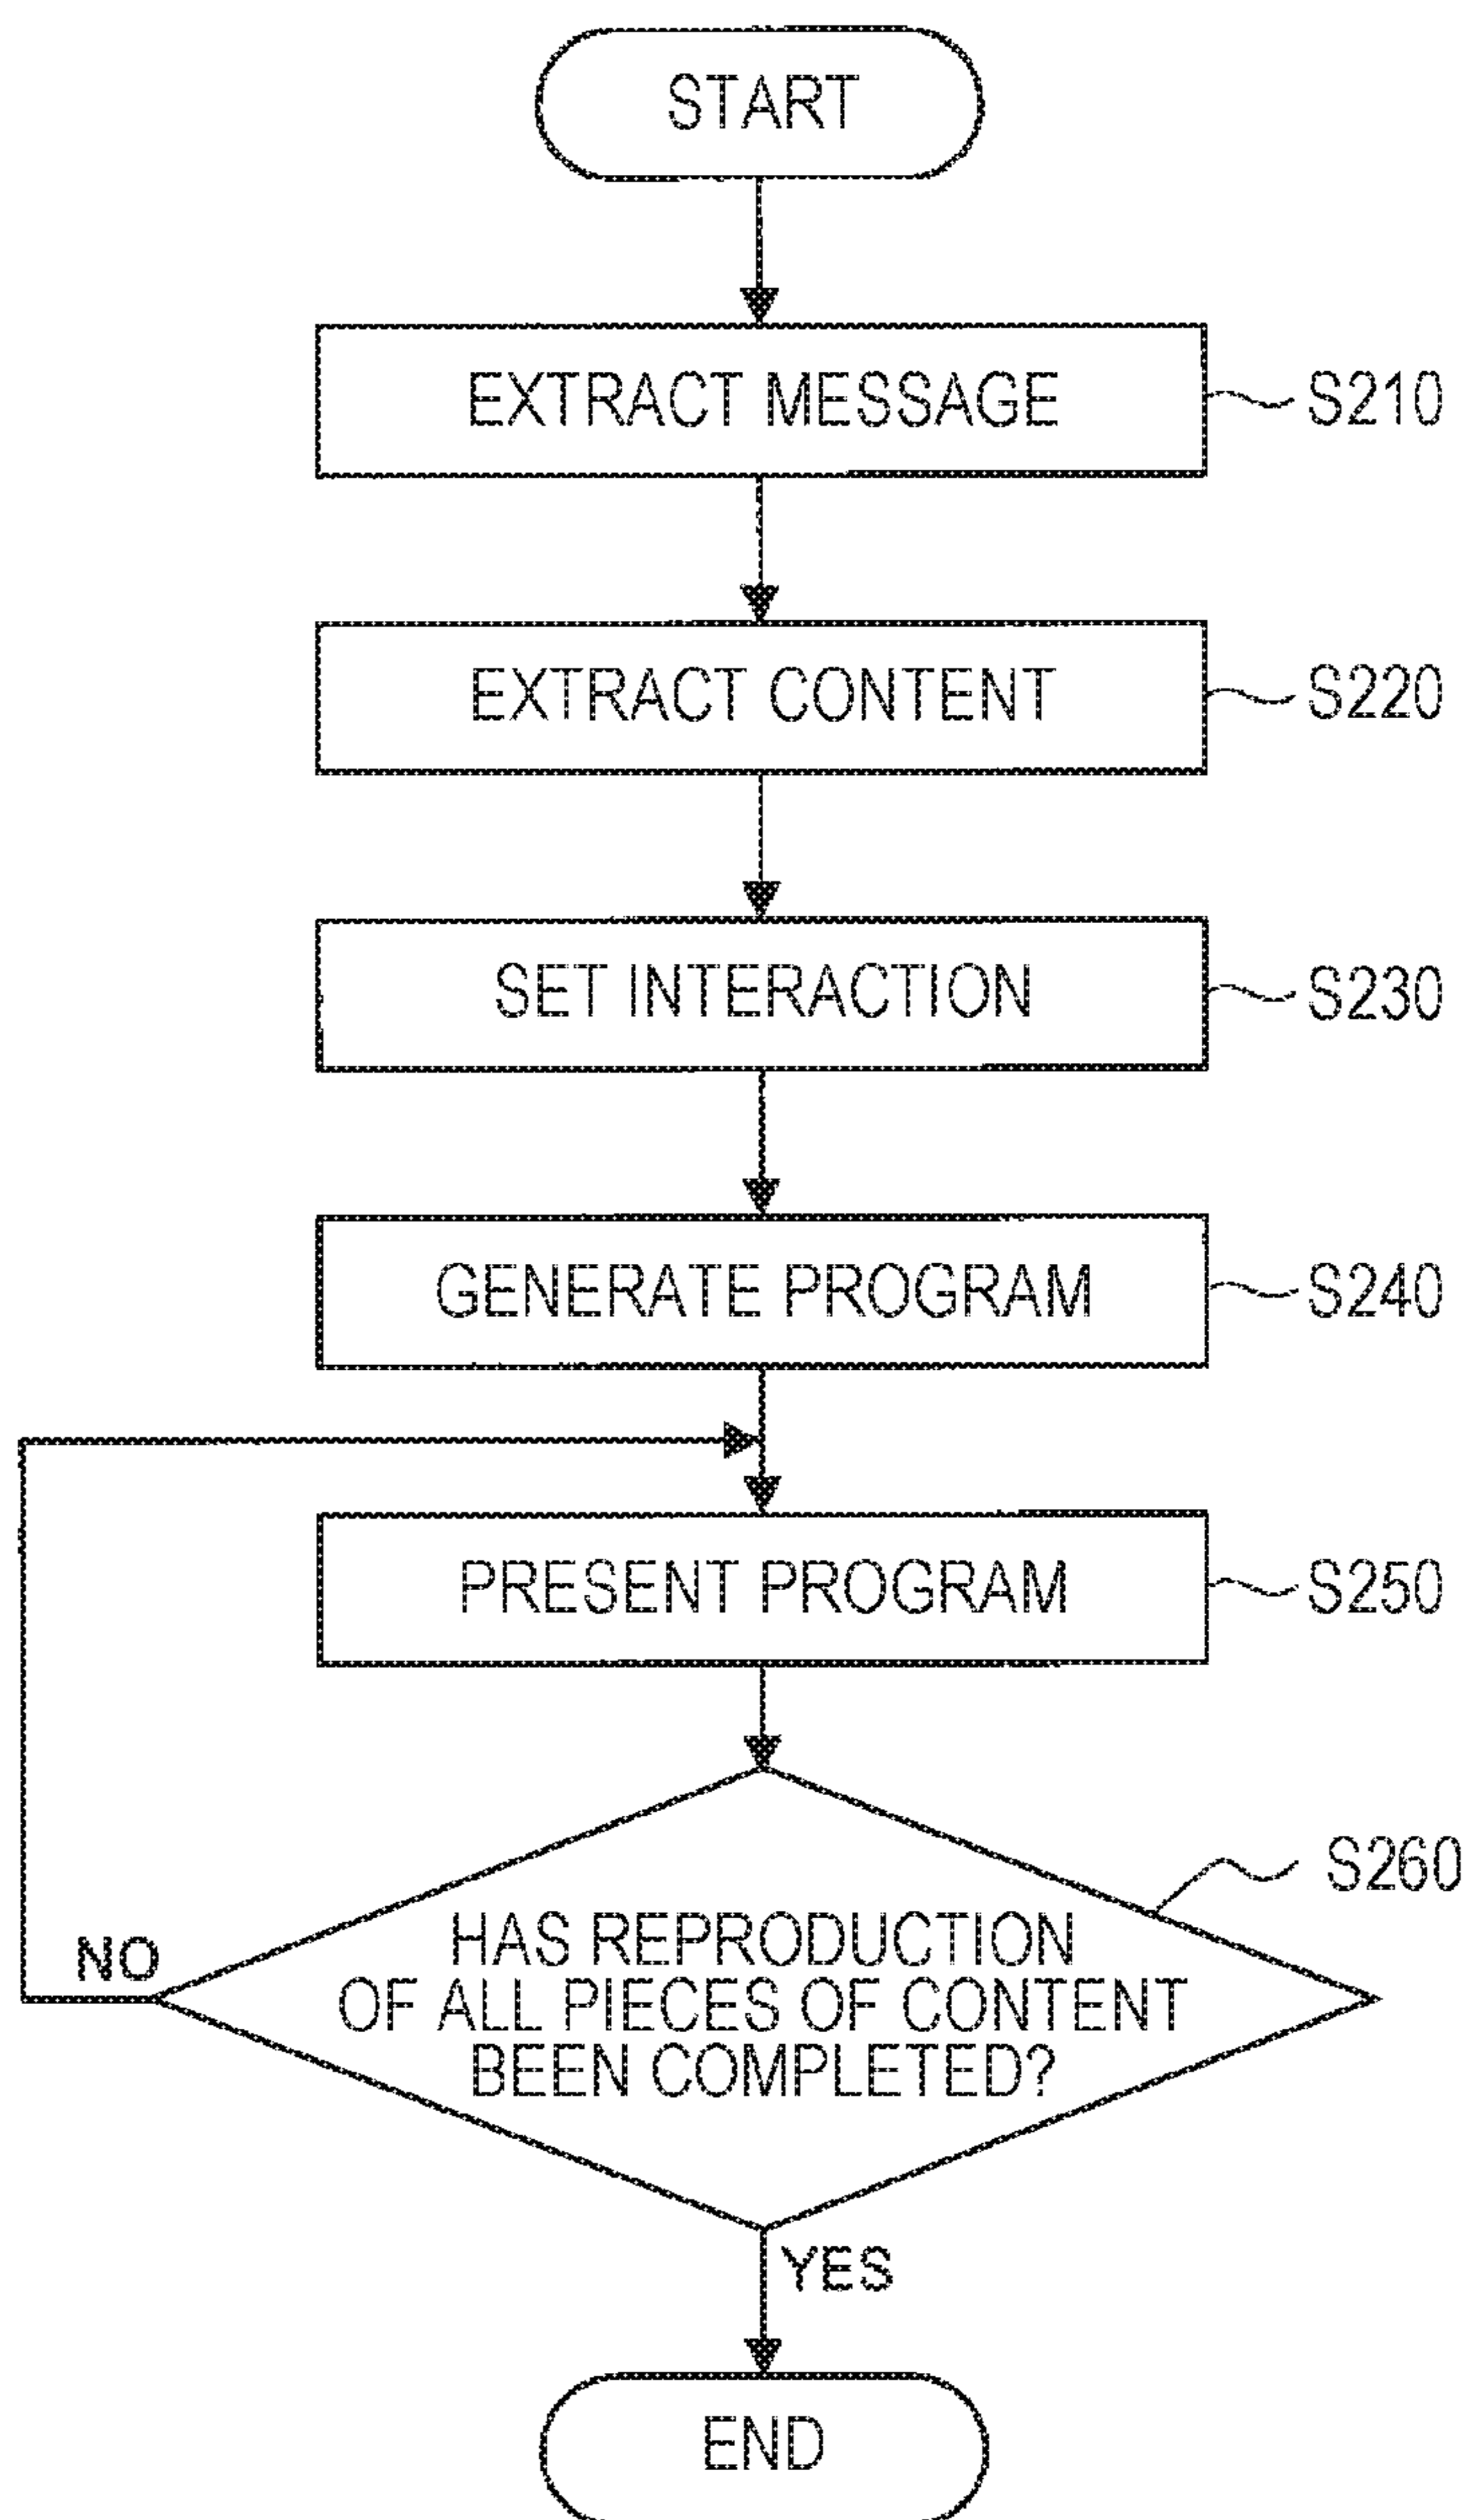 START
EXTRACT MESSAGE
S210
EXTRACT CONTENT
S220
SET INTERACTION
S230
GENERATE PROGRAM
S240
PRESENT PROGRAM
S250
S260
HAS REPRODUCTION
OF ALL PIECES OF CONTENT
BEEN COMPLETED?
NO
YES
END